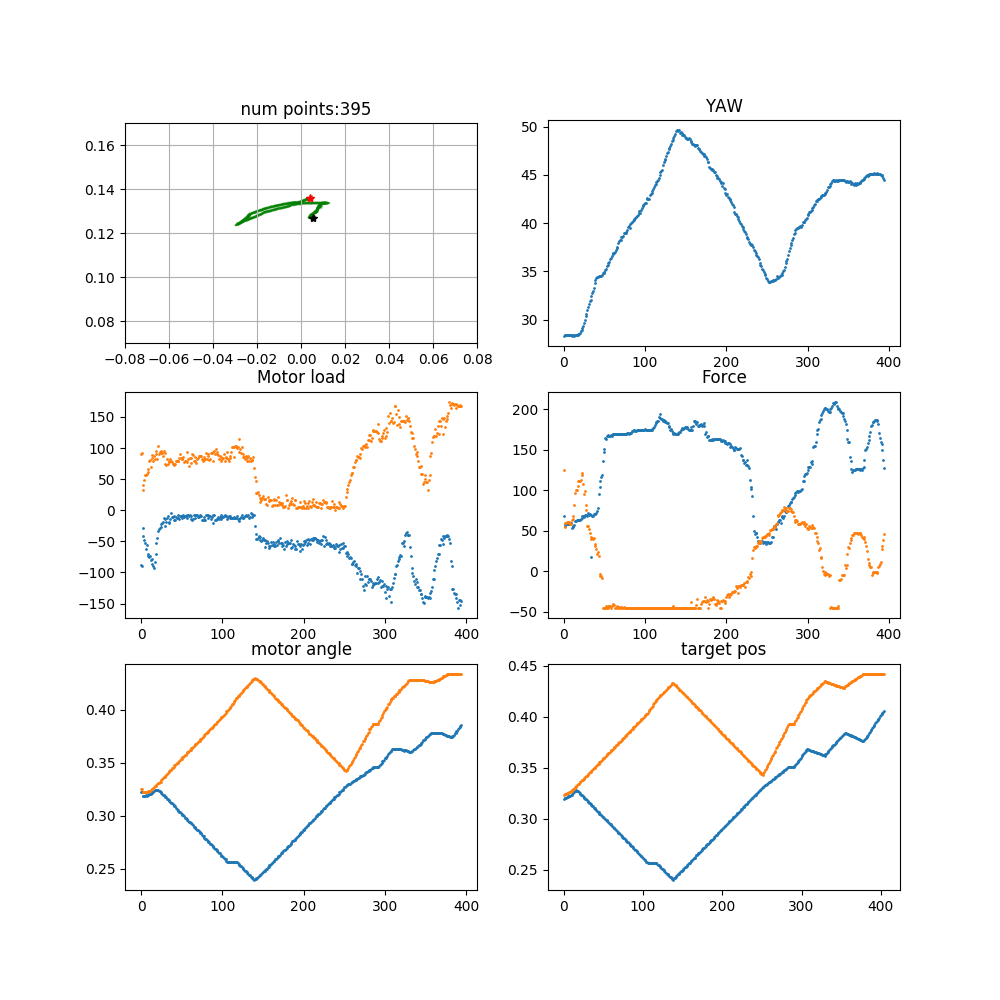 num points:395
YAW
0.16
0.14
0.12
0.10
0.08
−0.08 −0.06 −0.04 −0.02 0.00 0.02 0.04 0.06 0.08
50
45
40
35
30
0 100 200 300 400
Motor load
Force
150
100
50
0
−50
−100
−150
0 100 200 300 400
200
150
100
50
0
−50
0 100 200 300 400
motor angle
target pos
0.40
0.35
0.30
0.25
0 100 200 300 400
0.45
0.40
0.35
0.30
0.25
0 100 200 300 400